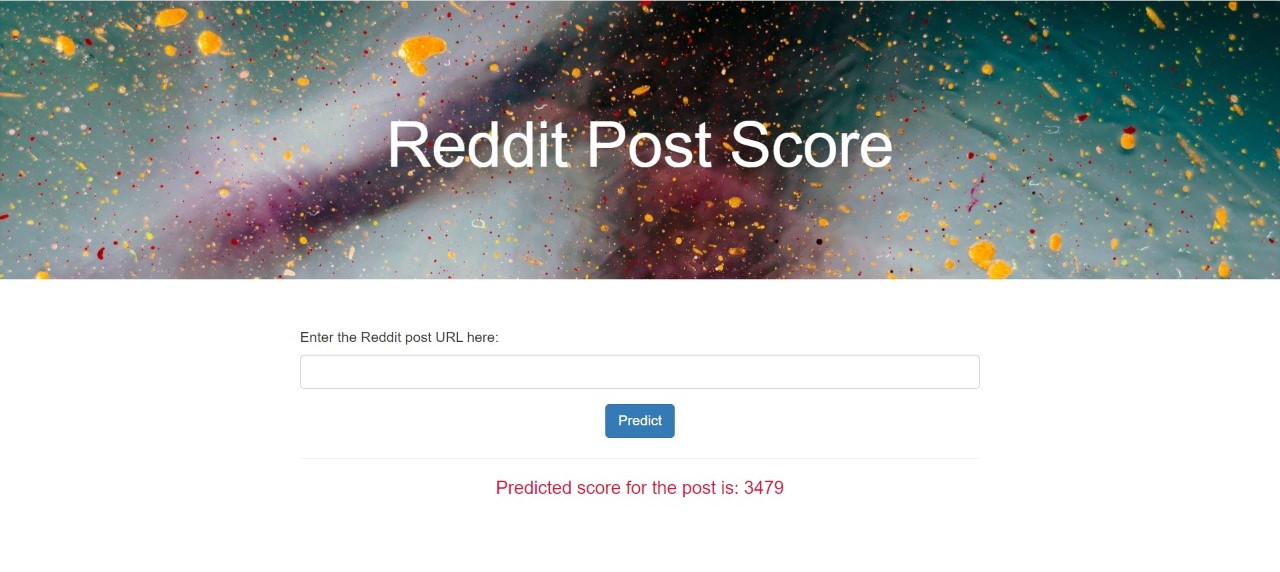 Reddit Post Score
Enter the Reddit post URL here:
Predict
Predicted score for the post is: 3479